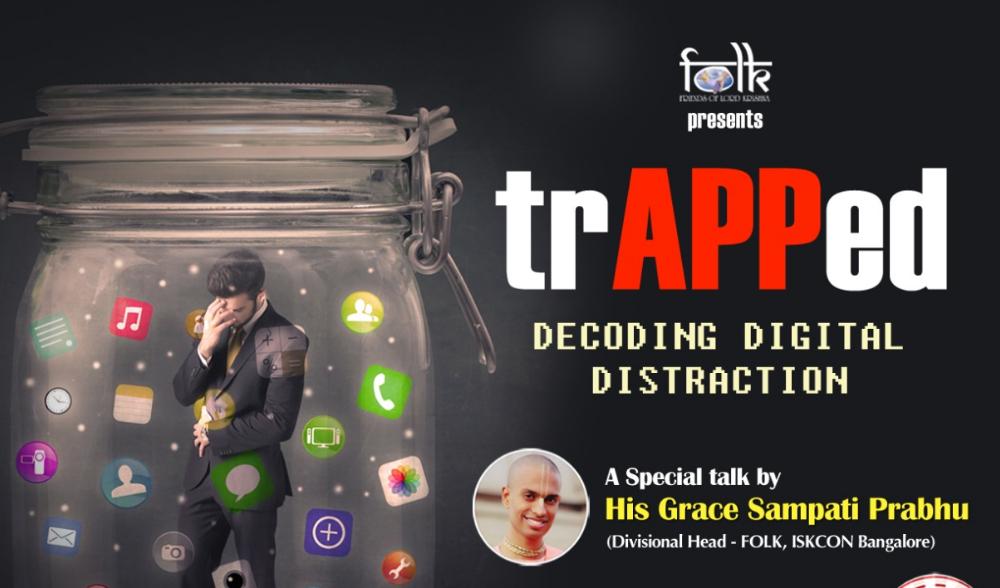 folk
FRIENDS OF LORD KRISHNA
presents
trAPPed
DECODING DIGITAL
DISTRACTION
A Special talk by
His Grace Sampati Prabhu
(Divisional Head - FOLK, ISKCON Bangalore)